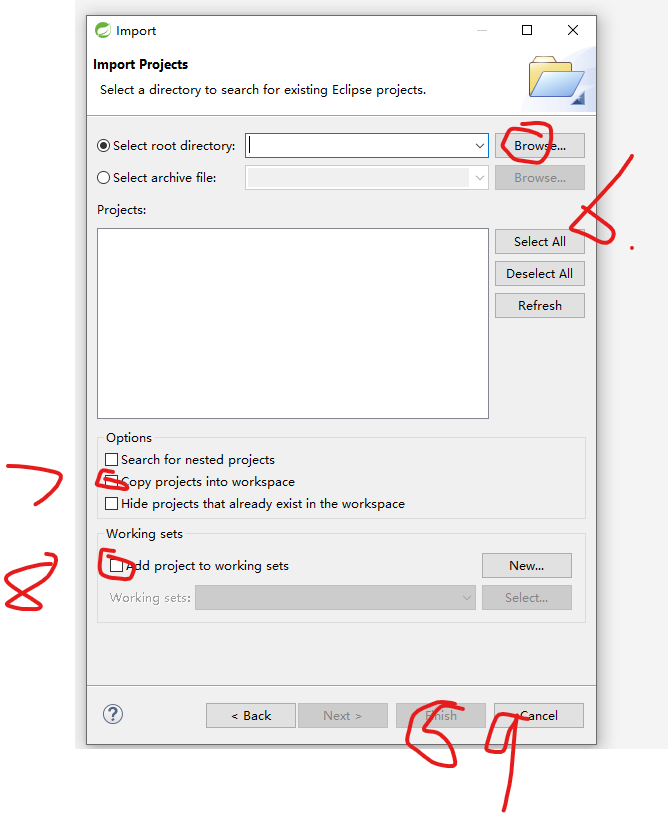 Import
Import Projects
Select a directory to search for existing Eclipse projects.
Select root directory:
Browse...
6.
Select archive file:
Browse...
Projects:
Select All
Deselect All
Refresh
Options
Search for nested projects
7
Copy projects into workspace
Hide projects that already exist in the workspace
Working sets
8
Add project to working sets
New...
Working sets:
Select...
?
< Back
Next >
Finish
9
Cancel